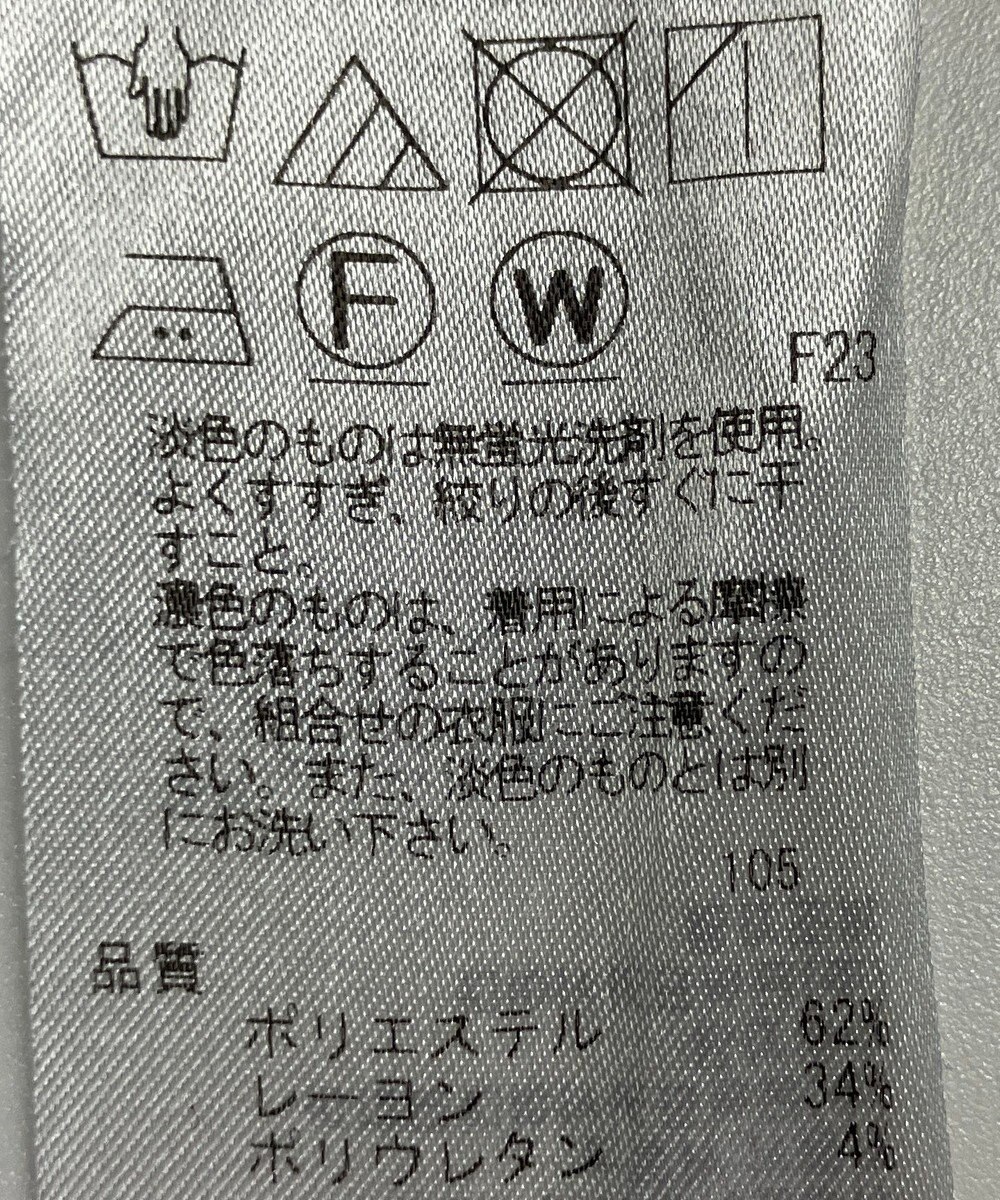 F
W
F23
淡色のものは無蛍光洗剤を使用。
よくすすぎ、絞りの後すぐに干
すこと。
濃色のものは、着用による摩擦
で色落ちすることがありますの
で、組合せの衣服にご注意くだ
さい。また、淡色のものとは別
にお洗い下さい。
105
品質
ポリエステル 62%
レーヨン 34%
ポリウレタン 4%